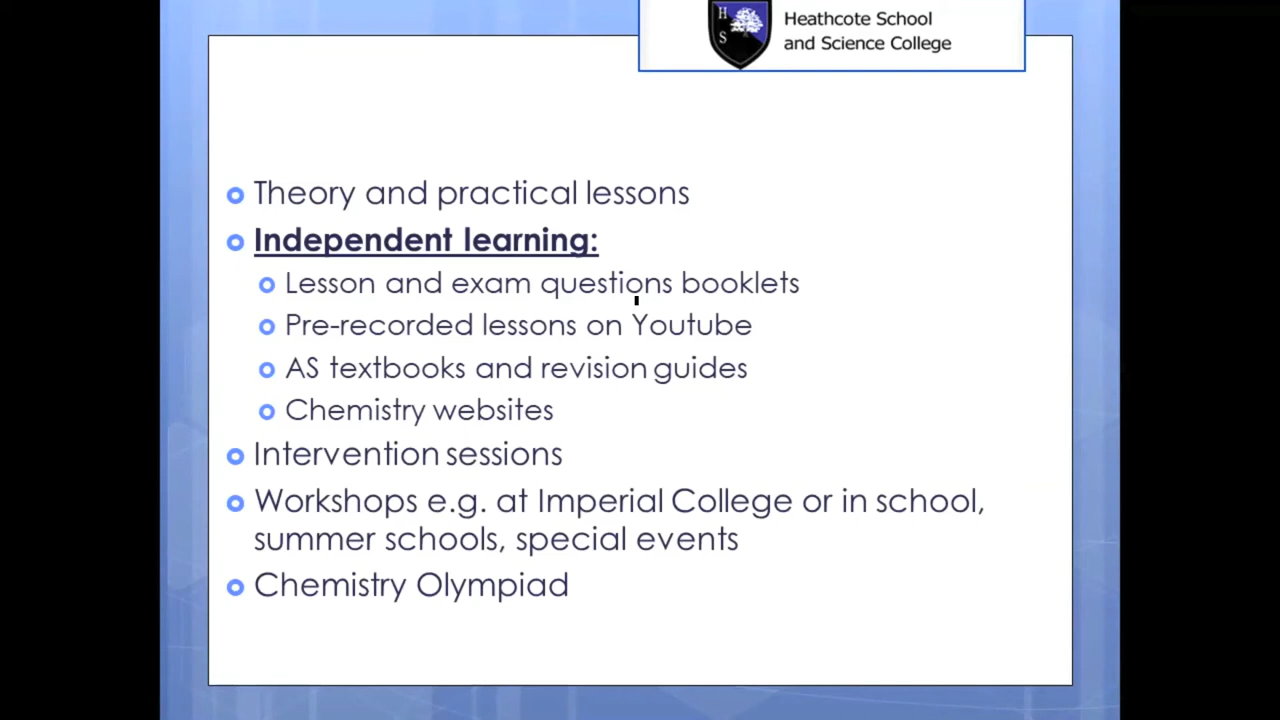 H
S
Heathcote School
and Science College
Theory and practical lessons
Independent learning:
Lesson and exam questions booklets
Pre-recorded lessons on Youtube
AS textbooks and revision guides
Chemistry websites
Intervention sessions
Workshops e.g. at Imperial College or in school,
summer schools, special events
Chemistry Olympiad